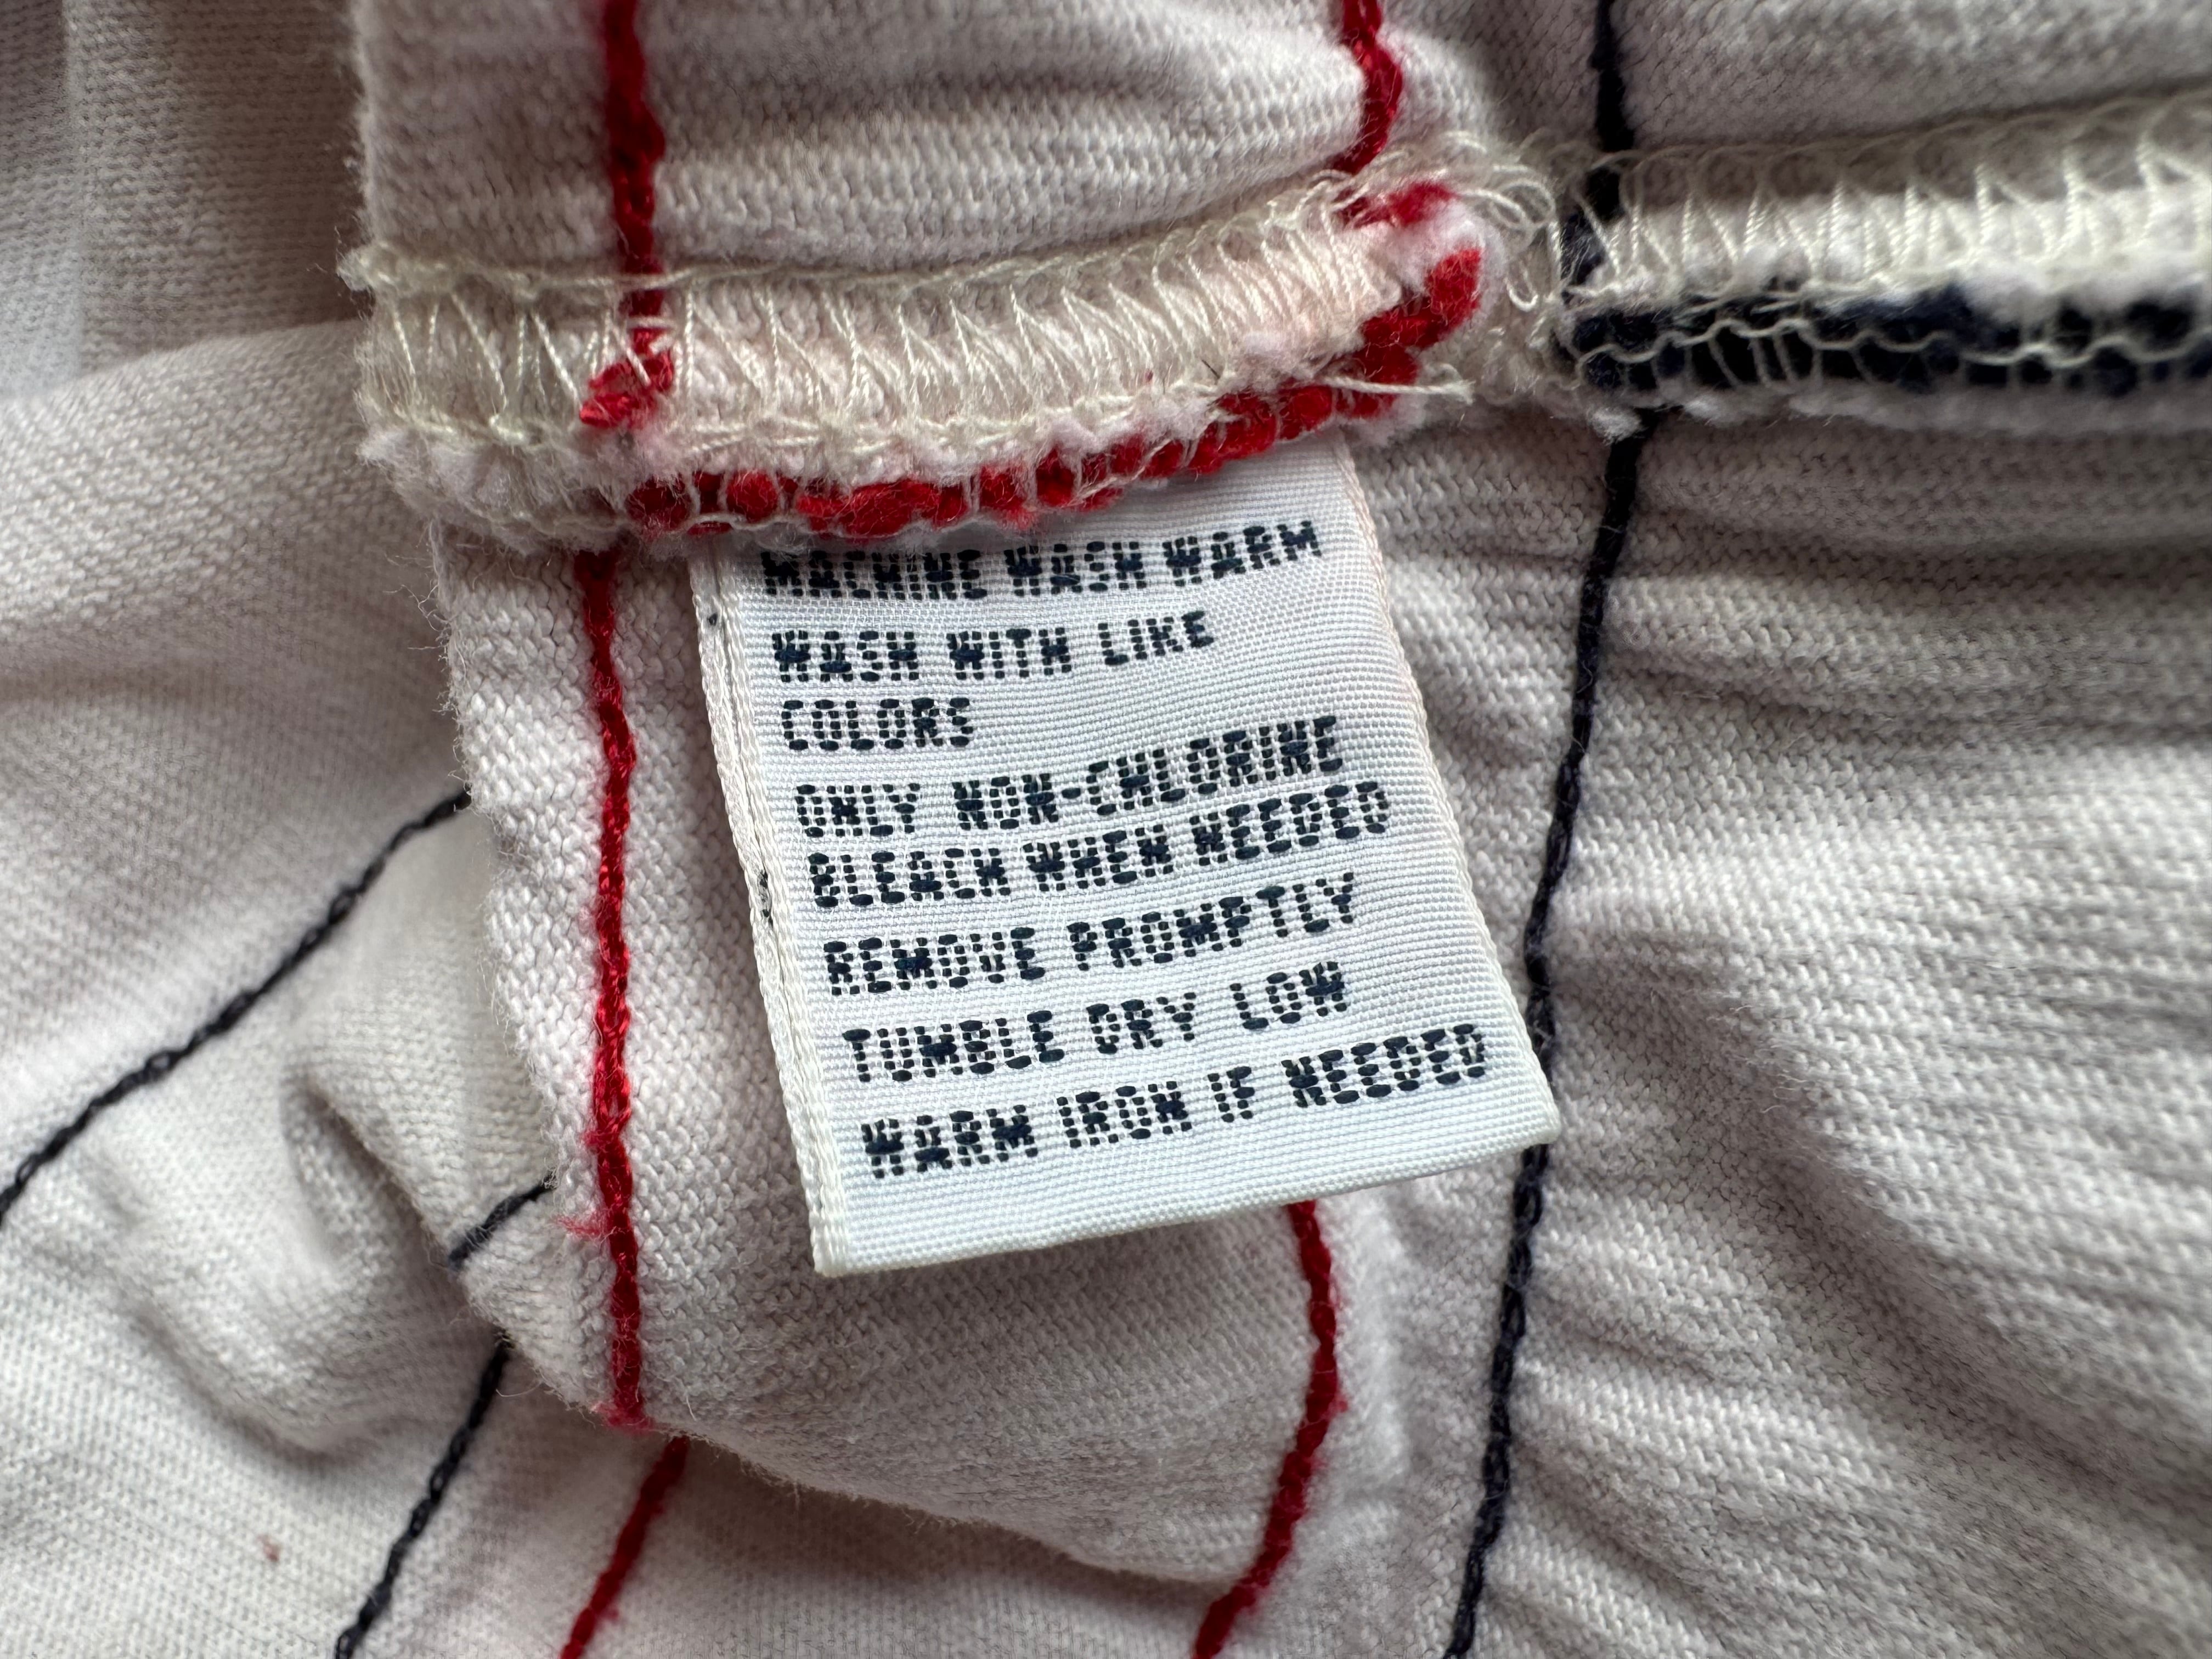 MACHINE WASH WARM
WASH WITH LIKE
COLORS
ONLY NON-CHLORINE
BLEACH WHEN NEEDED
REMOVE PROMPTLY
TUMBLE DRY LOW
WARM IRON IF NEEDED